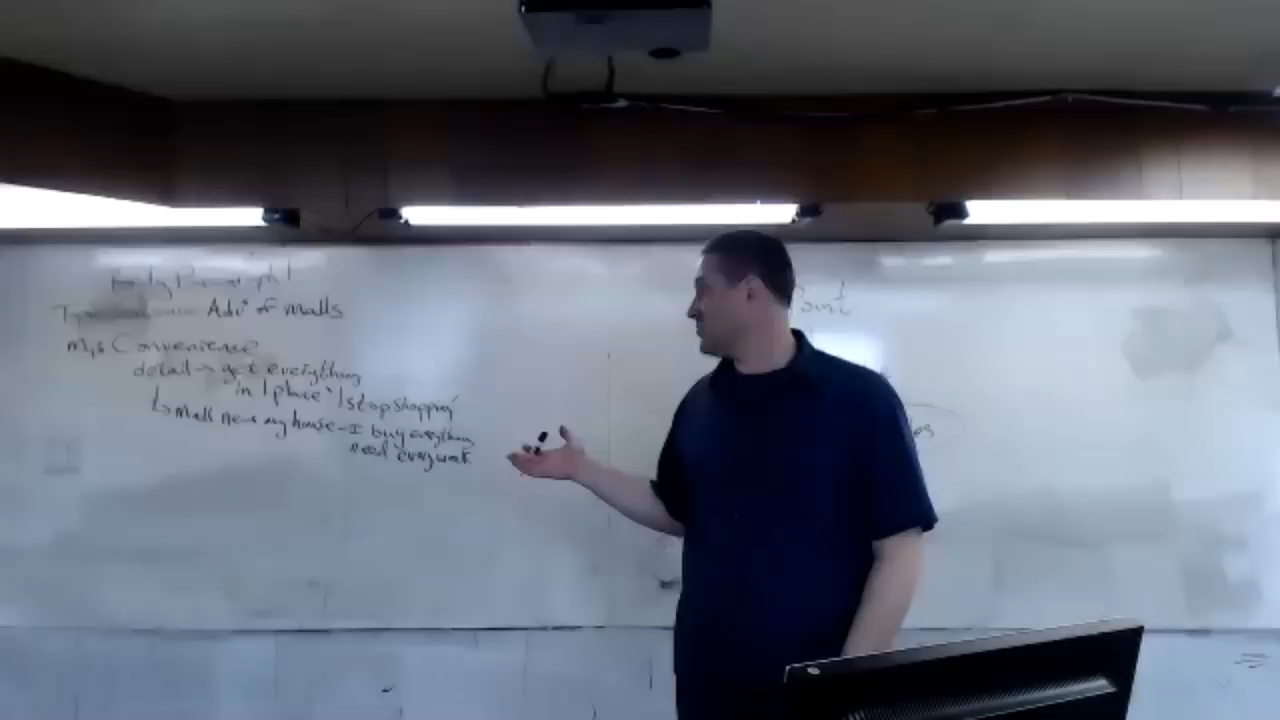 Body Paragraph 1
Adv of malls
m, s Convenience
detail → get everything
in 1 place "1 stop shopping"
↳ Mall near my house - I buy everything
need every week
Point